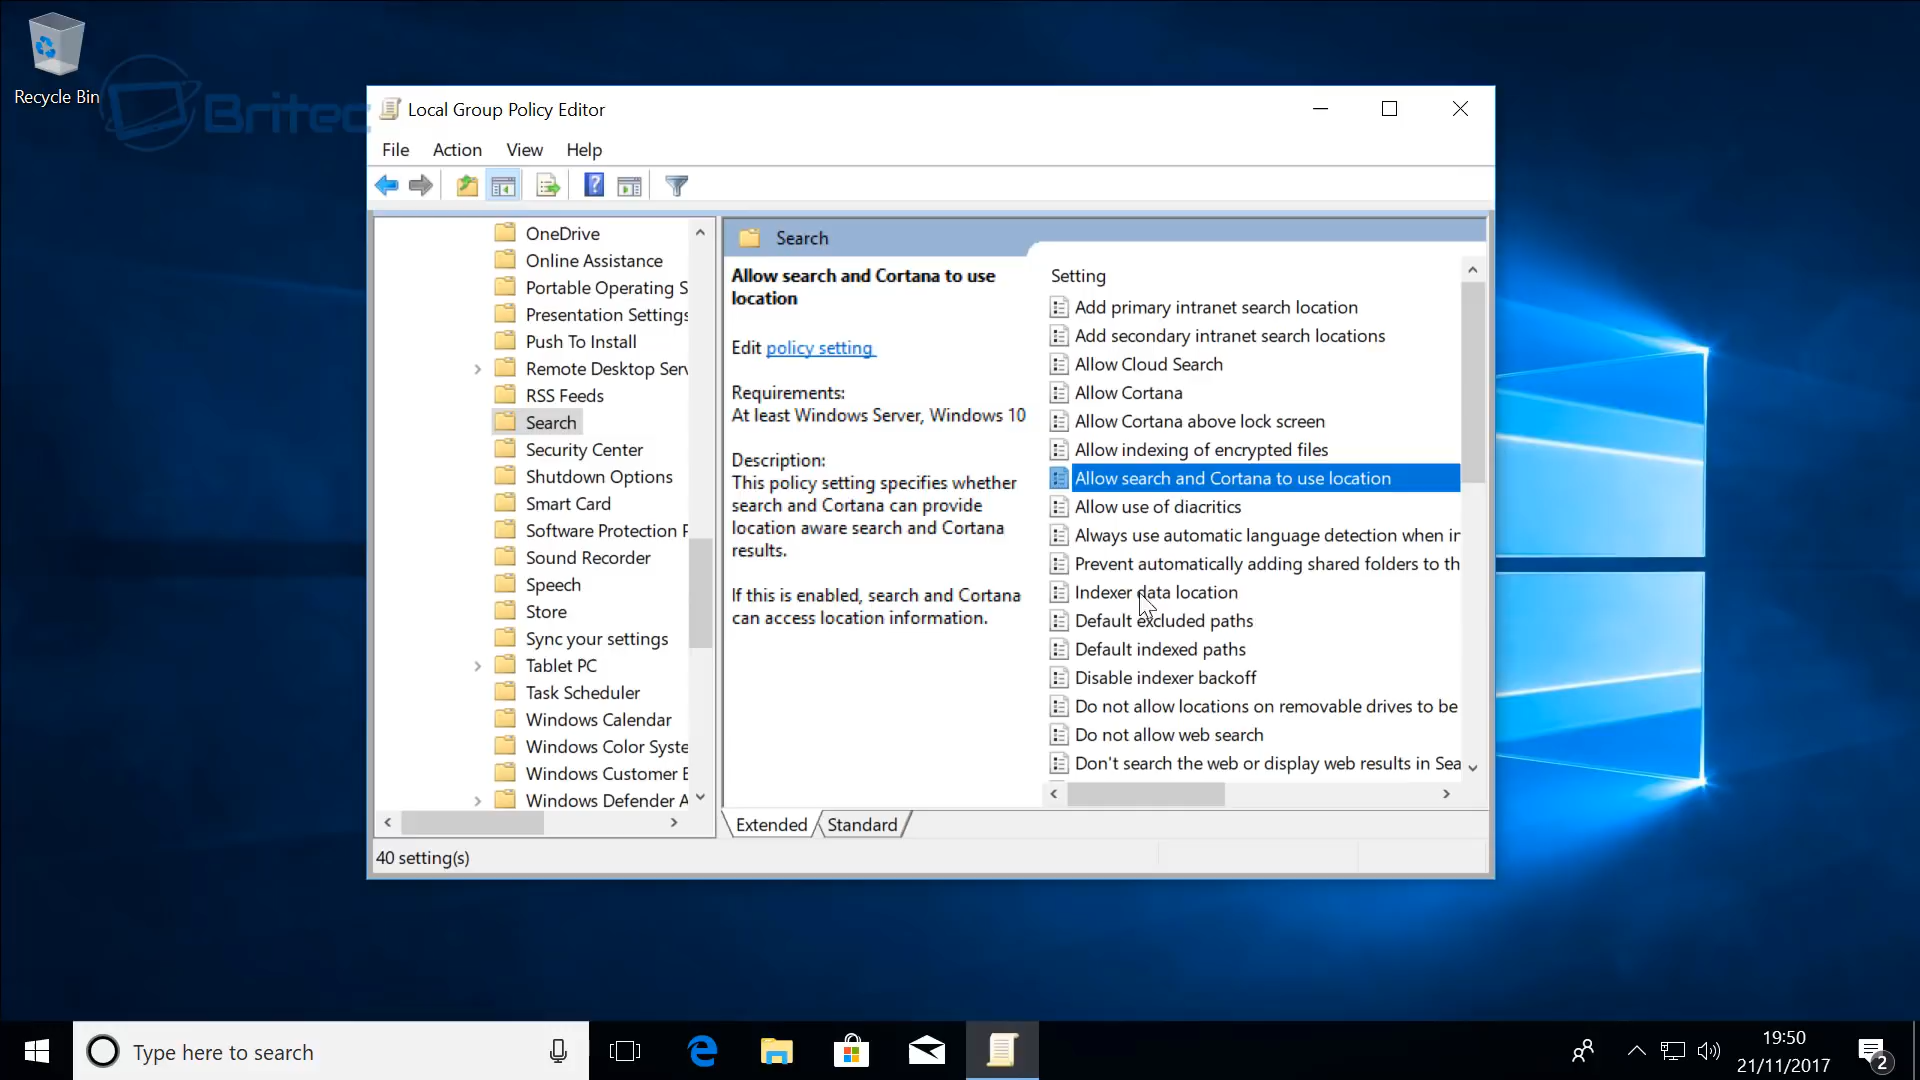 Recycle Bin
Britec
Local Group Policy Editor
File Action View Help
OneDrive
Online Assistance
Portable Operating S
Presentation Settings
Push To Install
Remote Desktop Serv
RSS Feeds
Search
Security Center
Shutdown Options
Smart Card
Software Protection P
Sound Recorder
Speech
Store
Sync your settings
Tablet PC
Task Scheduler
Windows Calendar
Windows Color Syste
Windows Customer E
Windows Defender A
Search
Allow search and Cortana to use
location
Edit policy setting
Requirements:
At least Windows Server, Windows 10
Description:
This policy setting specifies whether
search and Cortana can provide
location aware search and Cortana
results.
If this is enabled, search and Cortana
can access location information.
Setting
Add primary intranet search location
Add secondary intranet search locations
Allow Cloud Search
Allow Cortana
Allow Cortana above lock screen
Allow indexing of encrypted files
Allow search and Cortana to use location
Allow use of diacritics
Always use automatic language detection when in
Prevent automatically adding shared folders to th
Indexer data location
Default excluded paths
Default indexed paths
Disable indexer backoff
Do not allow locations on removable drives to be
Do not allow web search
Don't search the web or display web results in Sea
Extended Standard
40 setting(s)
Type here to search
19:50
21/11/2017
2